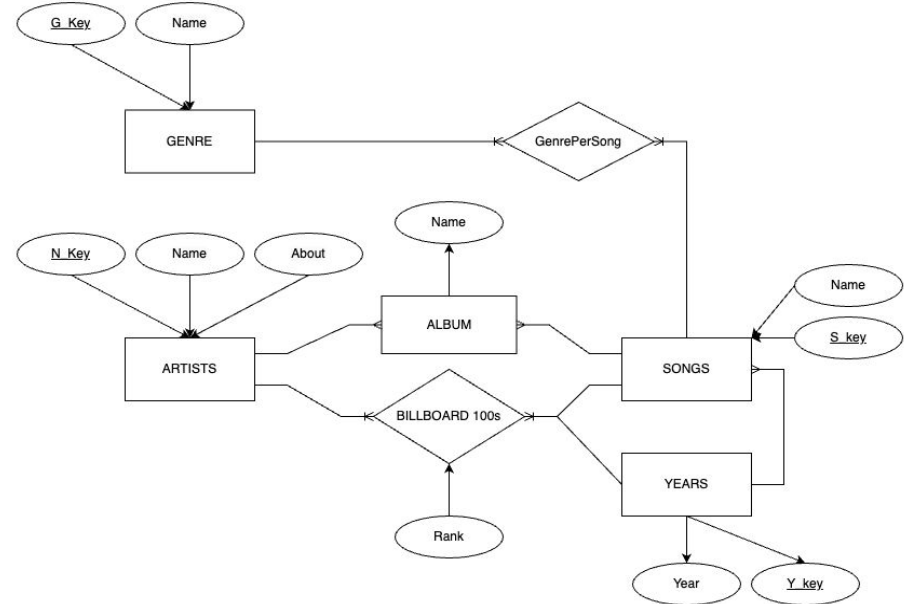 G_Key
Name
GENRE
GenrePerSong
Name
N_Key
Name
About
Name
S_key
ALBUM
ARTISTS
SONGS
BILLBOARD 100s
YEARS
Rank
Year
Y_key